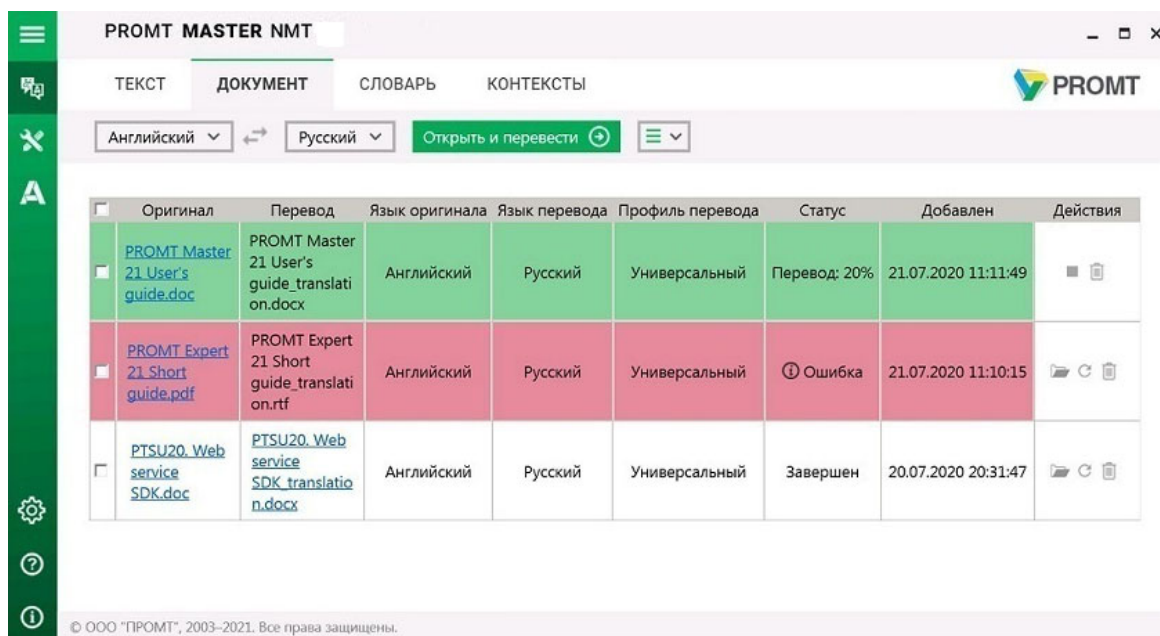 PROMT MASTER NMT
ТЕКСТ ДОКУМЕНТ СЛОВАРЬ КОНТЕКСТЫ
PROMT
Английский Русский Открыть и перевести
Оригинал Перевод Язык оригинала Язык перевода Профиль перевода Статус Добавлен Действия
PROMT Master
21 User's
guide.doc
PROMT Master
21 User's
guide_translati
on.docx
Английский Русский Универсальный Перевод: 20% 21.07.2020 11:11:49
PROMT Expert
21 Short
guide.pdf
PROMT Expert
21 Short
guide_translati
on.rtf
Английский Русский Универсальный Ошибка 21.07.2020 11:10:15
PTSU20. Web
service
SDK.doc
PTSU20. Web
service
SDK_translatio
n.docx
Английский Русский Универсальный Завершен 20.07.2020 20:31:47
© ООО "ПРОМТ", 2003–2021. Все права защищены.